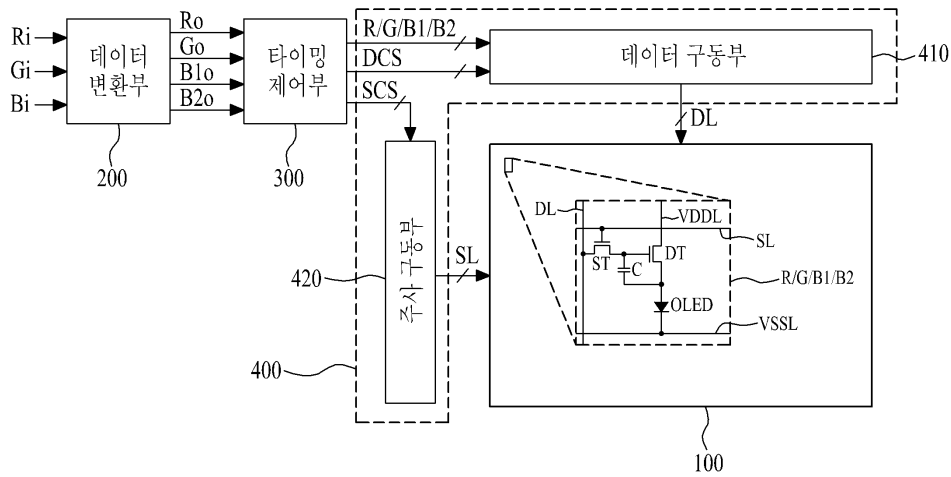 Ri
Gi
Bi
데이터
변환부
200
Ro
Go
B1o
B2o
타이밍
제어부
300
R/G/B1/B2
DCS
SCS
데이터 구동부
410
DL
주사 구동부
420
400
SL
DL
VDDL
SL
ST
C
DT
R/G/B1/B2
OLED
VSSL
100